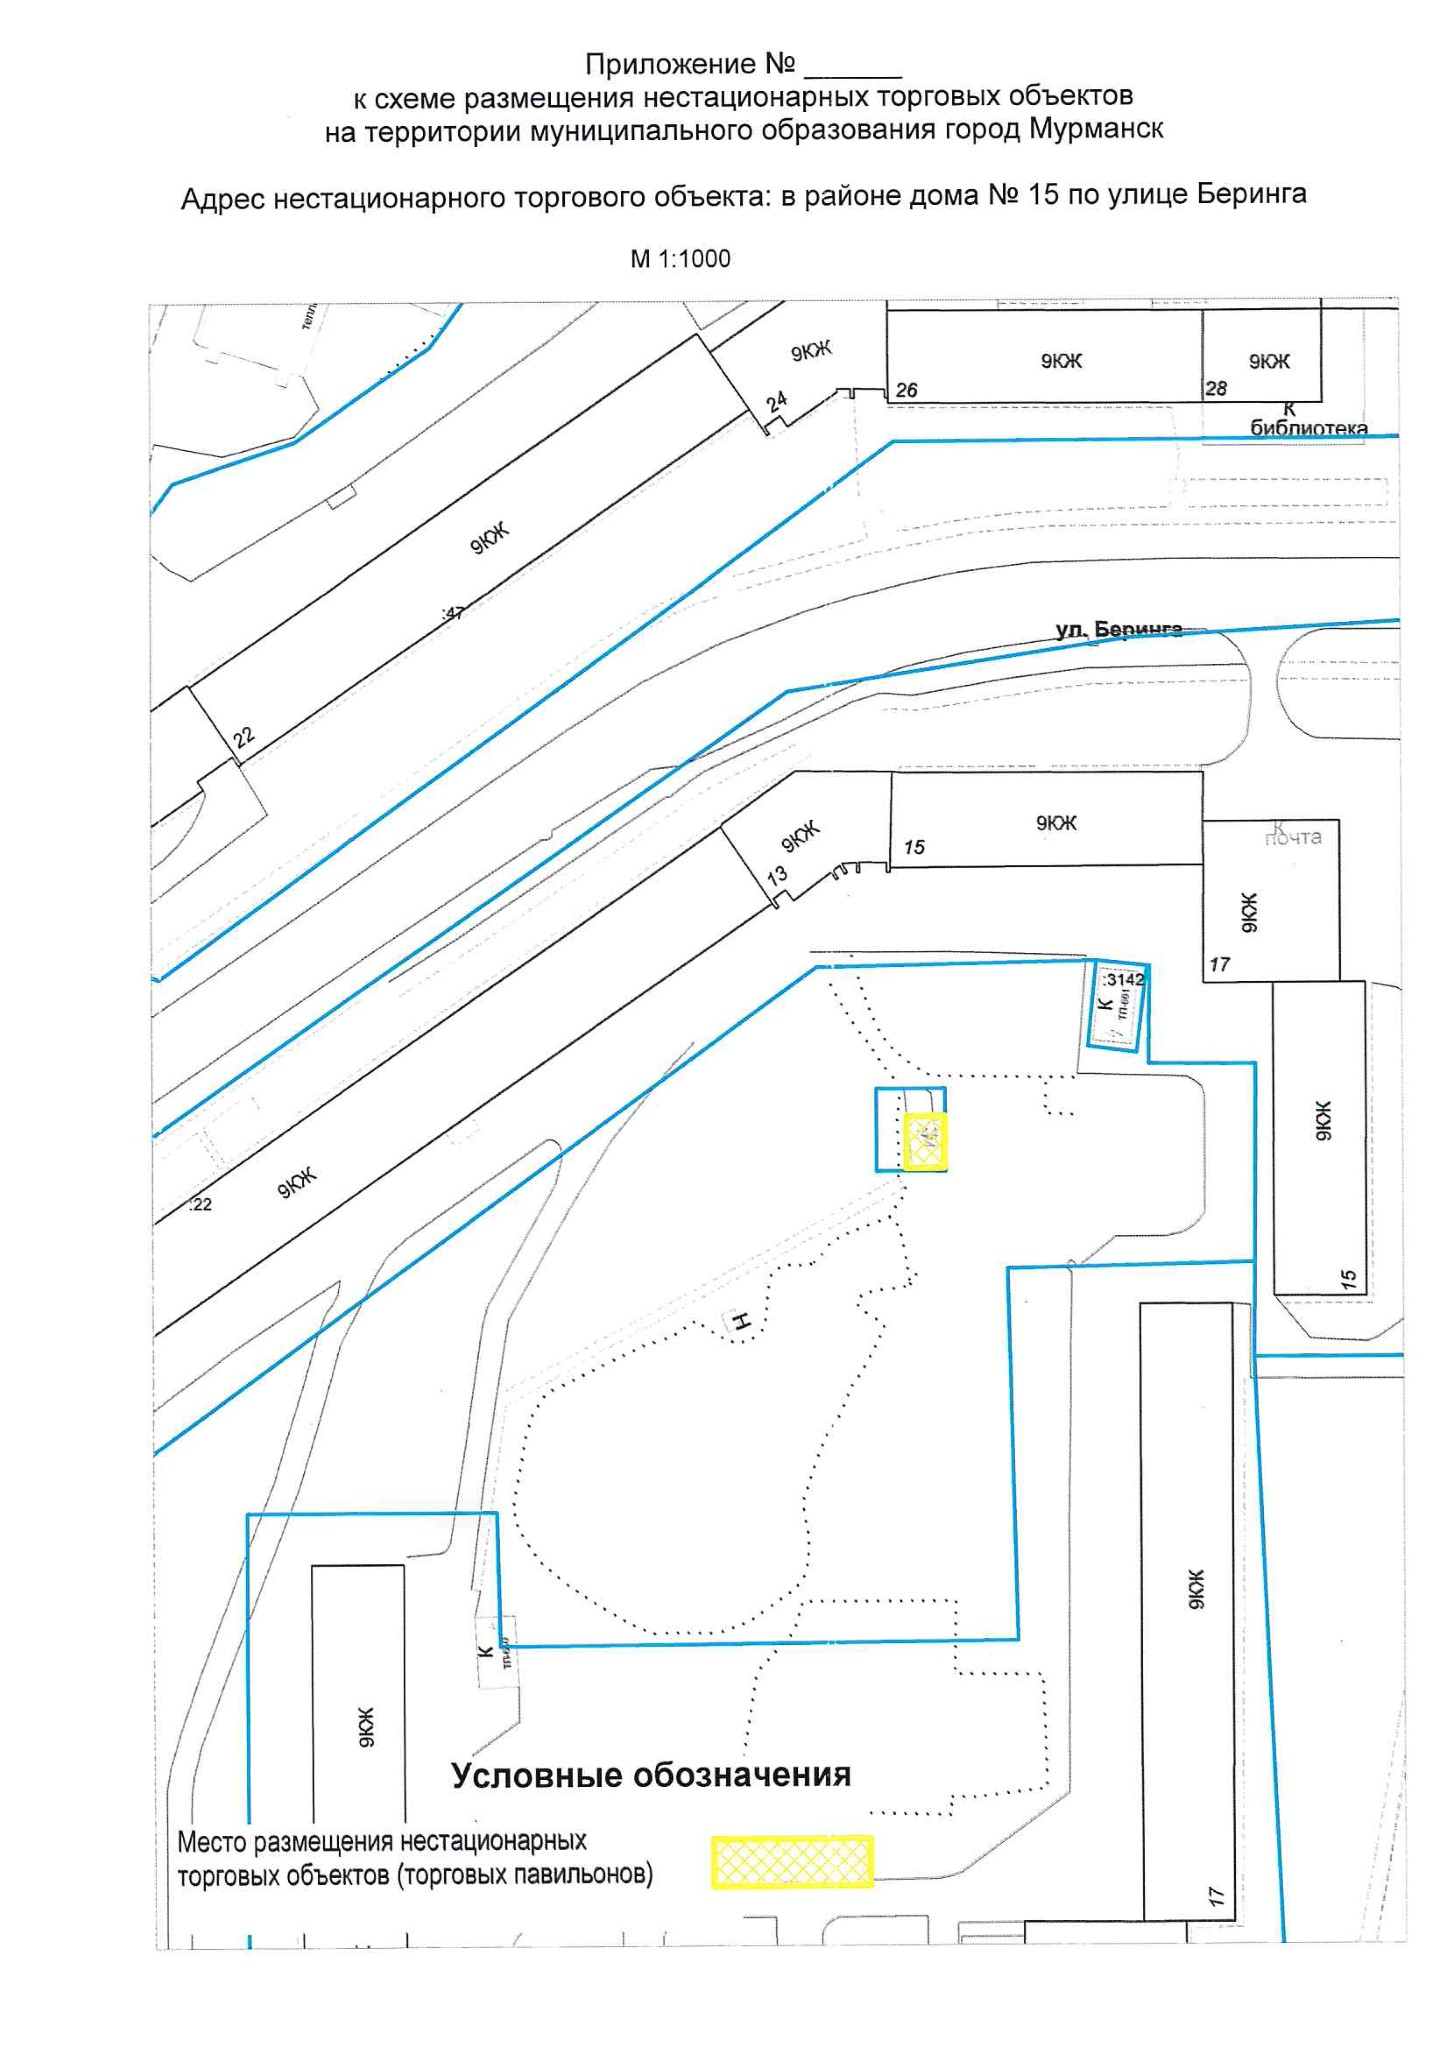 Приложение № ______
к схеме размещения нестационарных торговых объектов
на территории муниципального образования город Мурманск
Адрес нестационарного торгового объекта: в районе дома № 15 по улице Беринга
М 1:1000
9КЖ
24
9КЖ
26
9КЖ
28
К
библиотека
9КЖ
:47
22
ул. Беринга
9КЖ
13
9КЖ
15
К
почта
9КЖ
17
:3142
К
ТП-661
9КЖ
:22
9КЖ
15
Н
9КЖ
17
К
9КЖ
Условные обозначения
Место размещения нестационарных
торговых объектов (торговых павильонов)